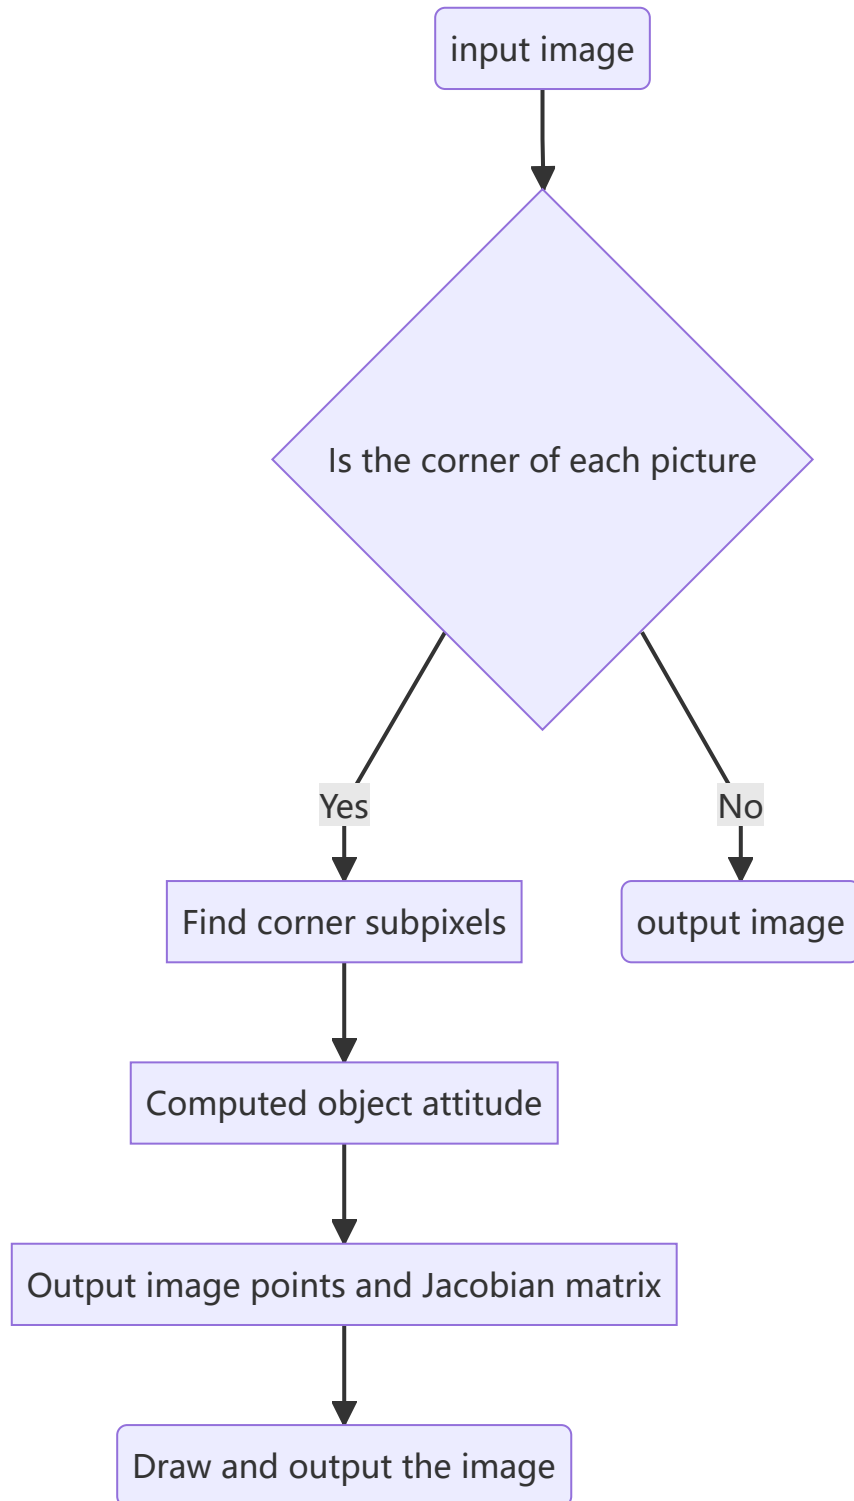 input image
Is the corner of each picture
Yes
No
Find corner subpixels
output image
Computed object attitude
Output image points and Jacobian matrix
Draw and output the image